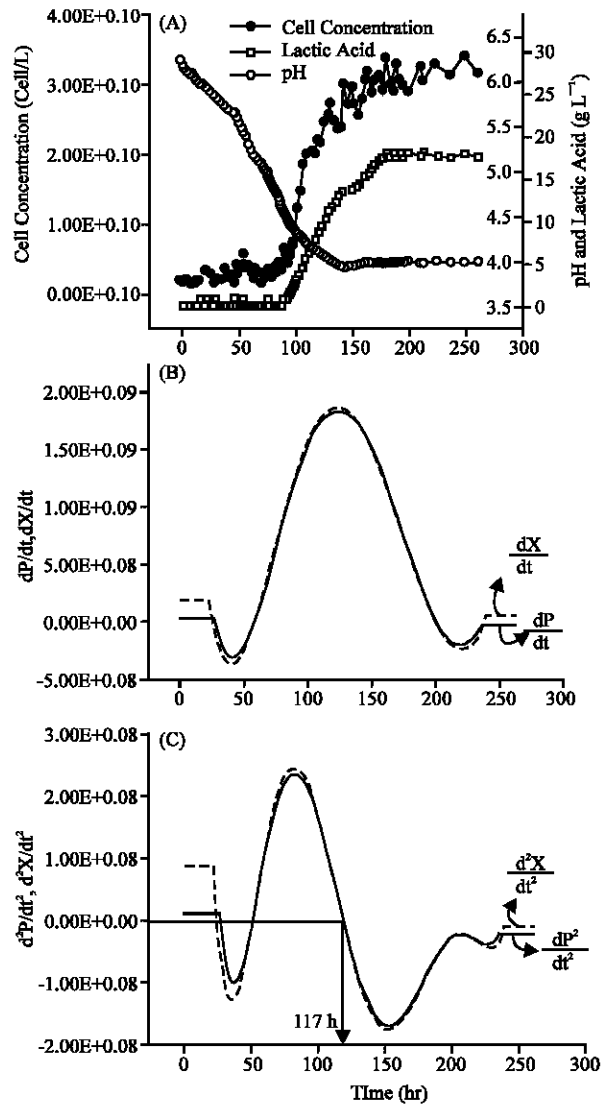 (A)
Cell Concentration
Lactic Acid
pH
Cell Concentration (Cell/L)
4.00E+0.10
3.00E+0.10
2.00E+0.10
1.00E+0.10
0.00E+0.10
pH and Lactic Acid (g L⁻¹)
6.5
6.0
5.5
5.0
4.5
4.0
3.5
30
25
20
15
10
5
0
0 50 100 150 200 250 300
(B)
dP/dt,dX/dt
2.00E+0.09
1.50E+0.09
1.00E+0.09
5.00E+0.08
0.00E+0.00
-5.00E+0.08
dX
dt
dP
dt
0 50 100 150 200 250 300
(C)
d²P/dt², d²X/dt²
3.00E+0.08
2.00E+0.08
1.00E+0.08
0.00E+0.00
-1.00E+0.08
-2.00E+0.08
d²X
dt²
dP²
dt²
117 h
0 50 100 150 200 250 300
TIme (hr)